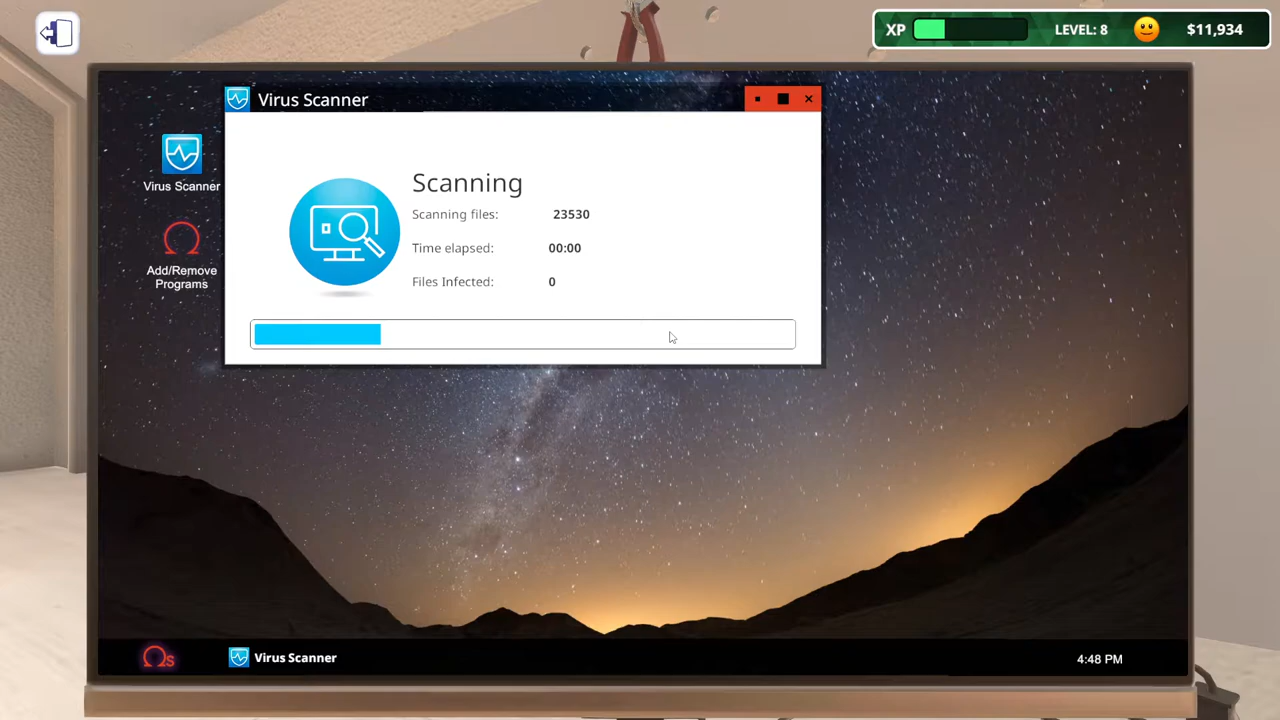 XP
LEVEL: 8
$11,934
Virus Scanner
Virus Scanner
Add/Remove
Programs
Scanning
Scanning files: 23530
Time elapsed: 00:00
Files Infected: 0
Ωs
Virus Scanner
4:48 PM